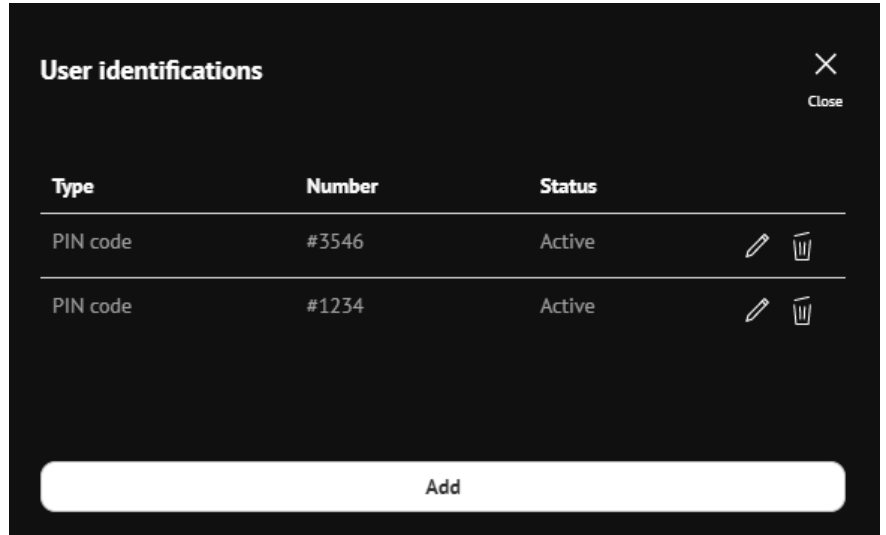 User identifications
Close
Type Number Status
PIN code #3546 Active
PIN code #1234 Active
Add